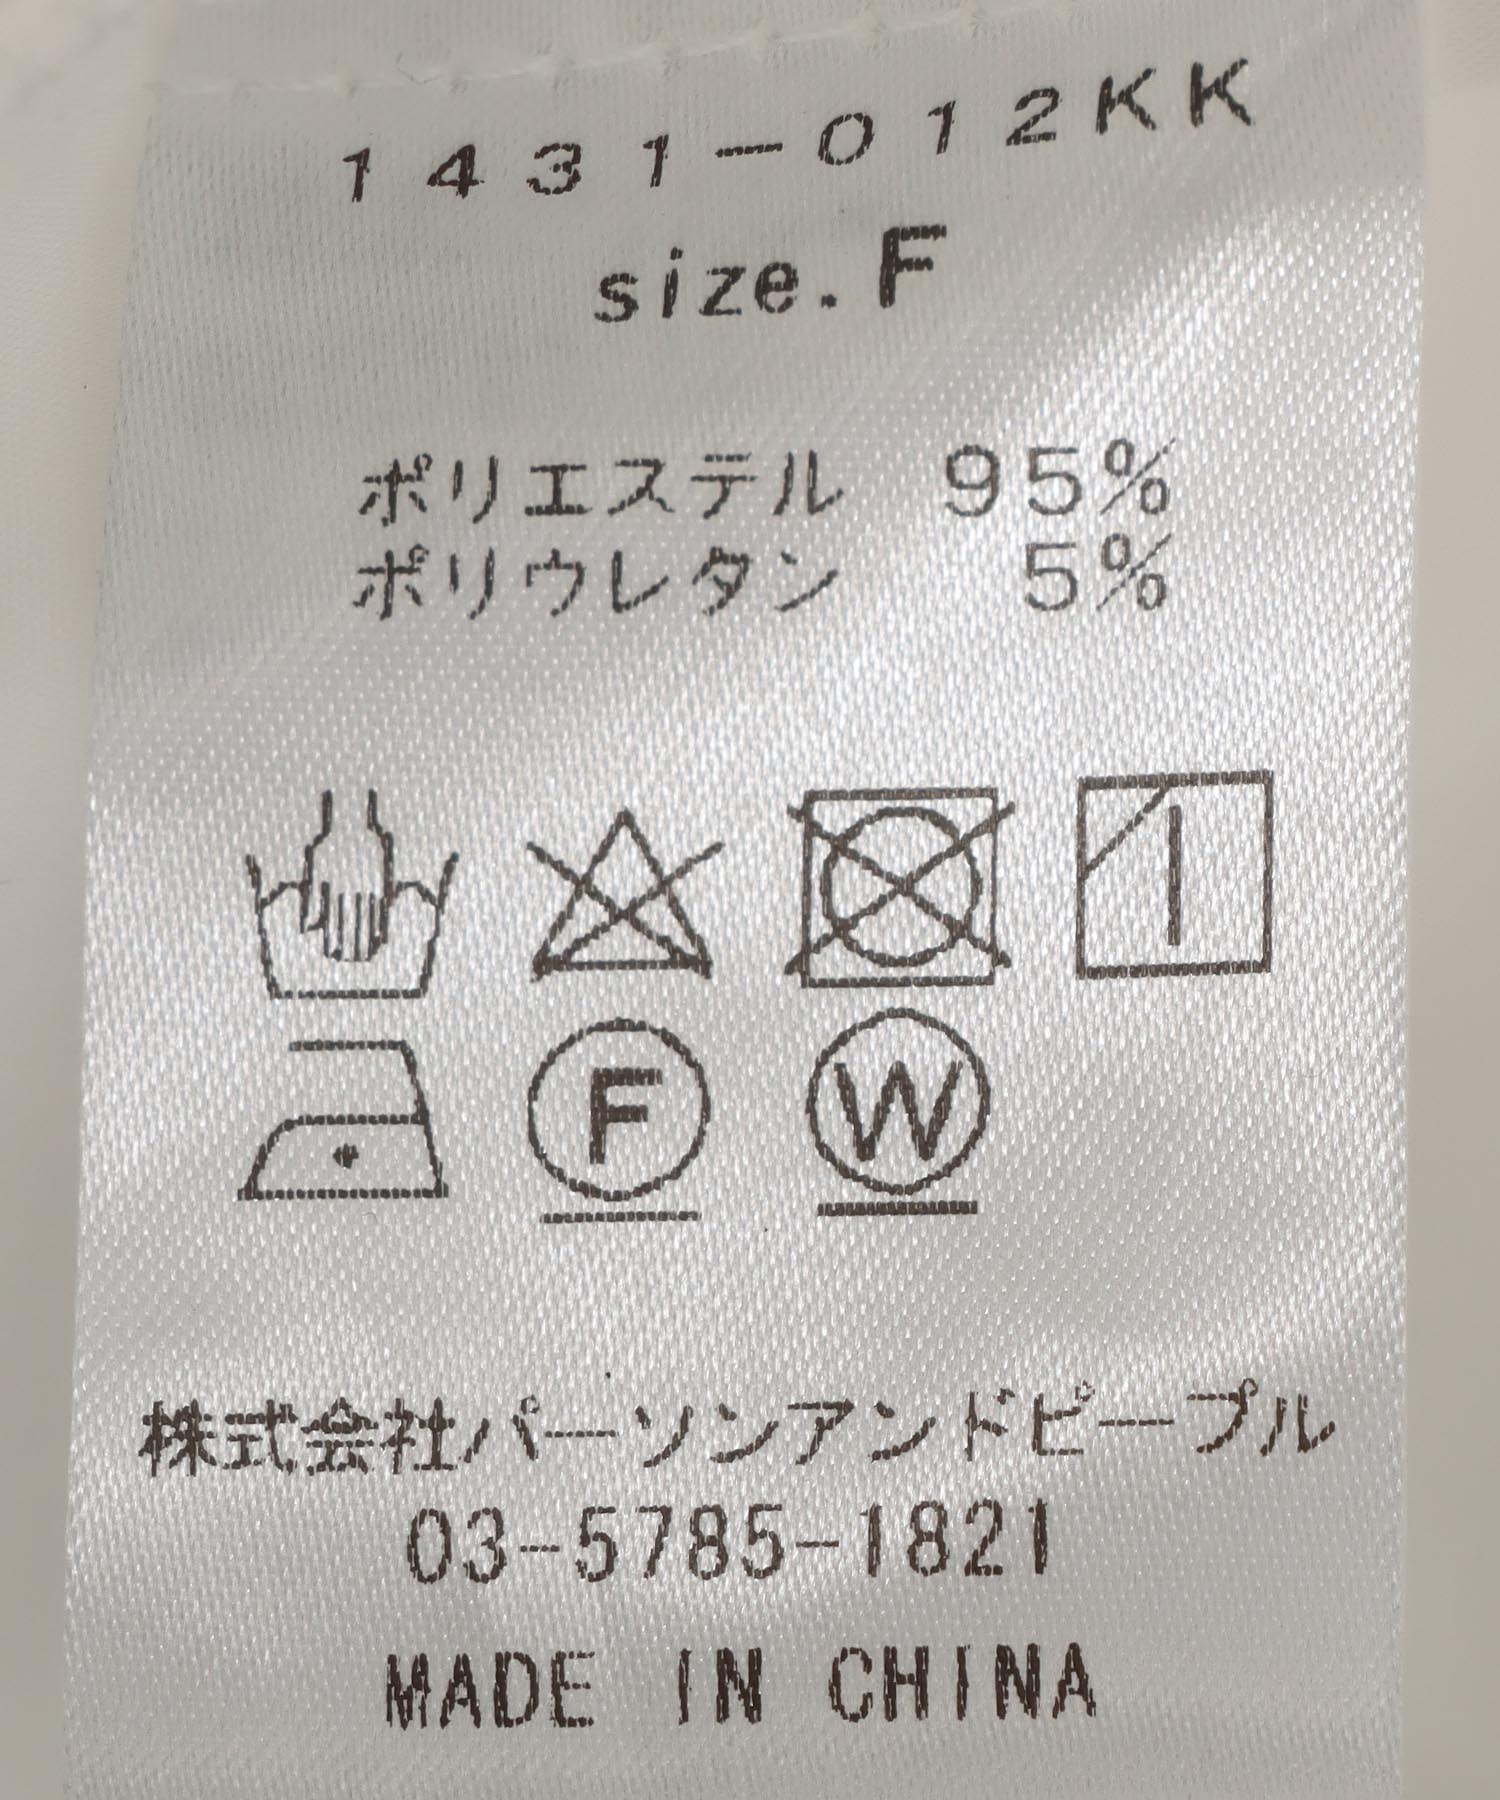 1431-012KK
size.F
ポリエステル 95%
ポリウレタン 5%
F W
株式会社パーソンアンドピープル
03-5785-1821
MADE IN CHINA